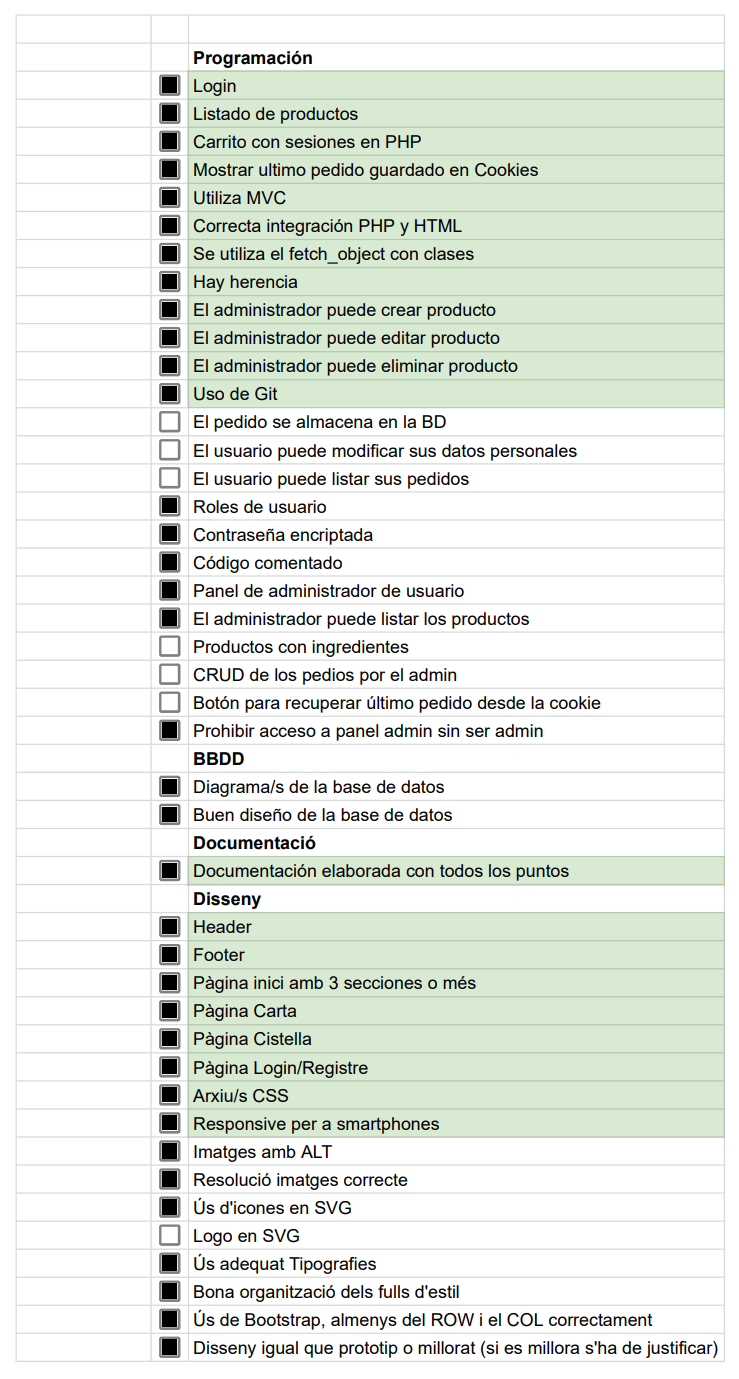 Programación
Login
Listado de productos
Carrito con sesiones en PHP
Mostrar ultimo pedido guardado en Cookies
Utiliza MVC
Correcta integración PHP y HTML
Se utiliza el fetch_object con clases
Hay herencia
El administrador puede crear producto
El administrador puede editar producto
El administrador puede eliminar producto
Uso de Git
El pedido se almacena en la BD
El usuario puede modificar sus datos personales
El usuario puede listar sus pedidos
Roles de usuario
Contraseña encriptada
Código comentado
Panel de administrador de usuario
El administrador puede listar los productos
Productos con ingredientes
CRUD de los pedios por el admin
Botón para recuperar último pedido desde la cookie
Prohibir acceso a panel admin sin ser admin
BBDD
Diagrama/s de la base de datos
Buen diseño de la base de datos
Documentació
Documentación elaborada con todos los puntos
Disseny
Header
Footer
Pàgina inici amb 3 secciones o més
Pàgina Carta
Pàgina Cistella
Pàgina Login/Registre
Arxiu/s CSS
Responsive per a smartphones
Imatges amb ALT
Resolució imatges correcte
Ús d'icones en SVG
Logo en SVG
Ús adequat Tipografies
Bona organització dels fulls d'estil
Ús de Bootstrap, almenys del ROW i el COL correctament
Disseny igual que prototip o millorat (si es millora s'ha de justificar)